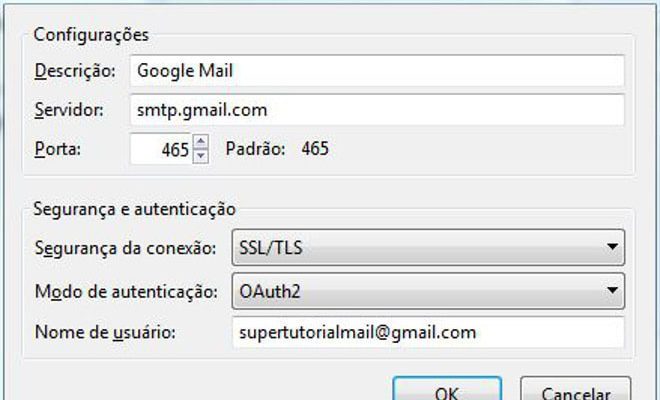 Configurações
Descrição: Google Mail
Servidor: smtp.gmail.com
Porta: 465 Padrão: 465
Segurança e autenticação
Segurança da conexão: SSL/TLS
Modo de autenticação: OAuth2
Nome de usuário: supertutorialmail@gmail.com
OK Cancelar